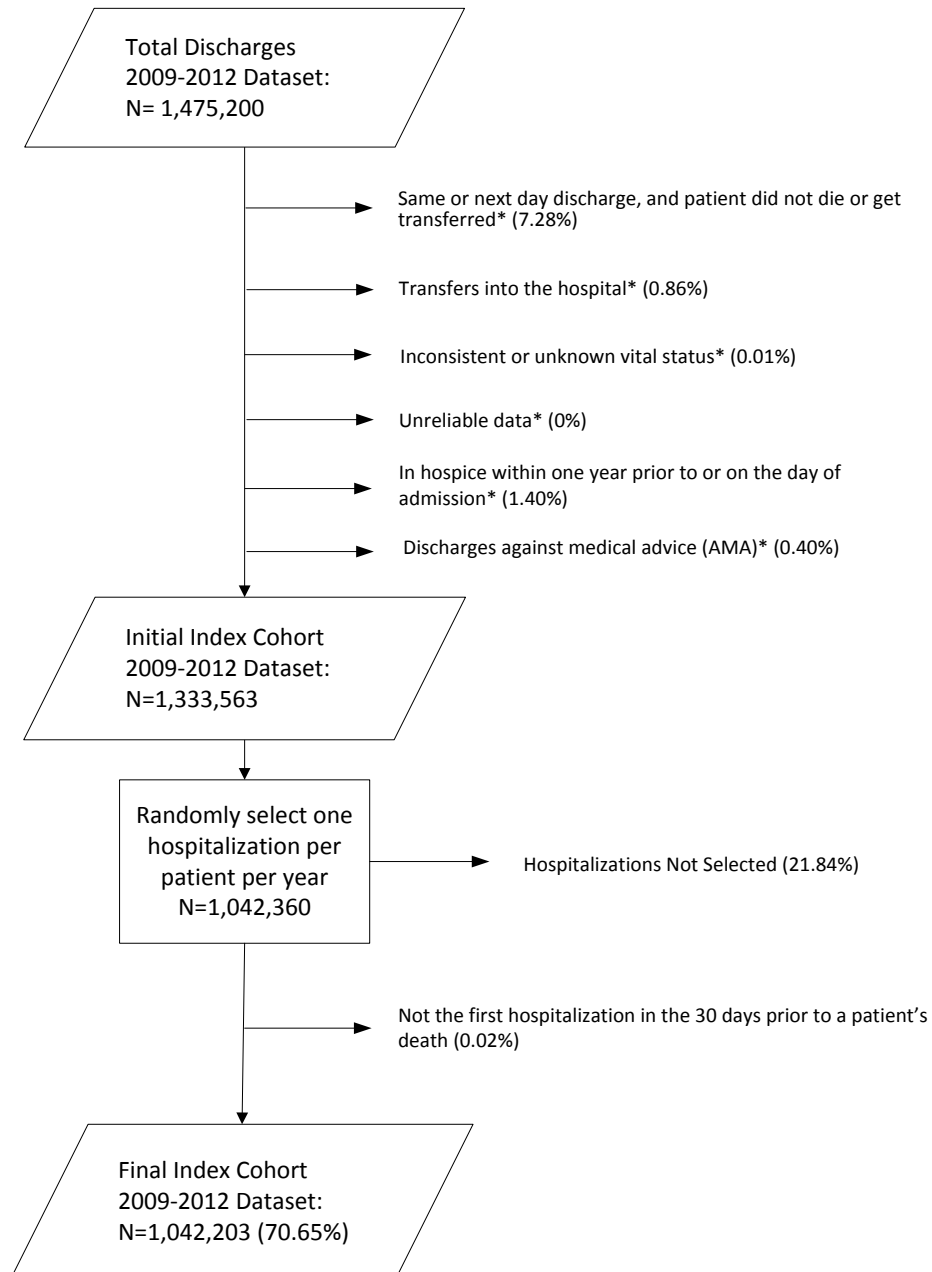 Total Discharges
2009-2012 Dataset:
N= 1,475,200
Same or next day discharge, and patient did not die or get
transferred* (7.28%)
Transfers into the hospital* (0.86%)
Inconsistent or unknown vital status* (0.01%)
Unreliable data* (0%)
In hospice within one year prior to or on the day of
admission* (1.40%)
Discharges against medical advice (AMA)* (0.40%)
Initial Index Cohort
2009-2012 Dataset:
N=1,333,563
Randomly select one
hospitalization per
patient per year
N=1,042,360
Hospitalizations Not Selected (21.84%)
Not the first hospitalization in the 30 days prior to a patient’s
death (0.02%)
Final Index Cohort
2009-2012 Dataset:
N=1,042,203 (70.65%)